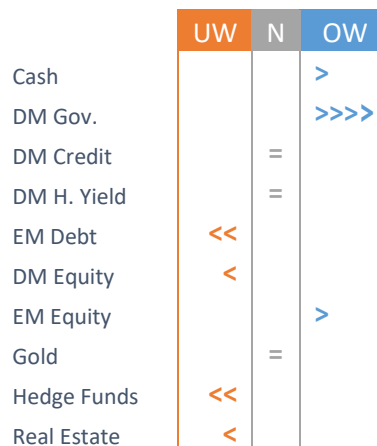 UW N OW
Cash >
DM Gov. >>>>
DM Credit =
DM H. Yield =
EM Debt <<
DM Equity <
EM Equity >
Gold =
Hedge Funds <<
Real Estate <